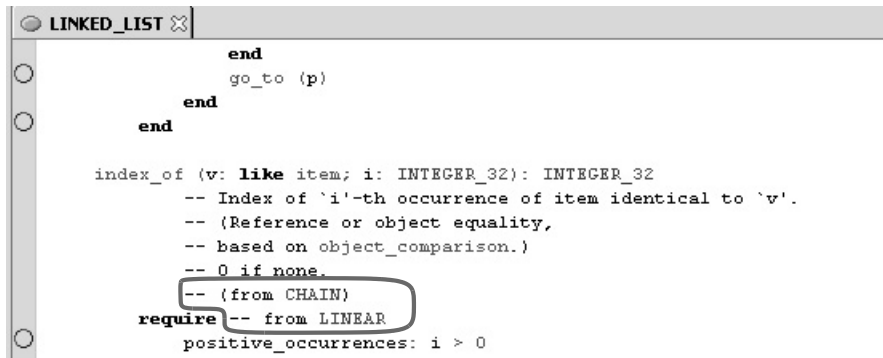 LINKED_LIST
end
go_to (p)
end
end
index_of (v: like item; i: INTEGER_32): INTEGER_32
-- Index of `i'-th occurrence of item identical to `v'.
-- (Reference or object equality,
-- based on object_comparison.)
-- 0 if none.
-- (from CHAIN)
require -- from LINEAR
positive_occurrences: i > 0